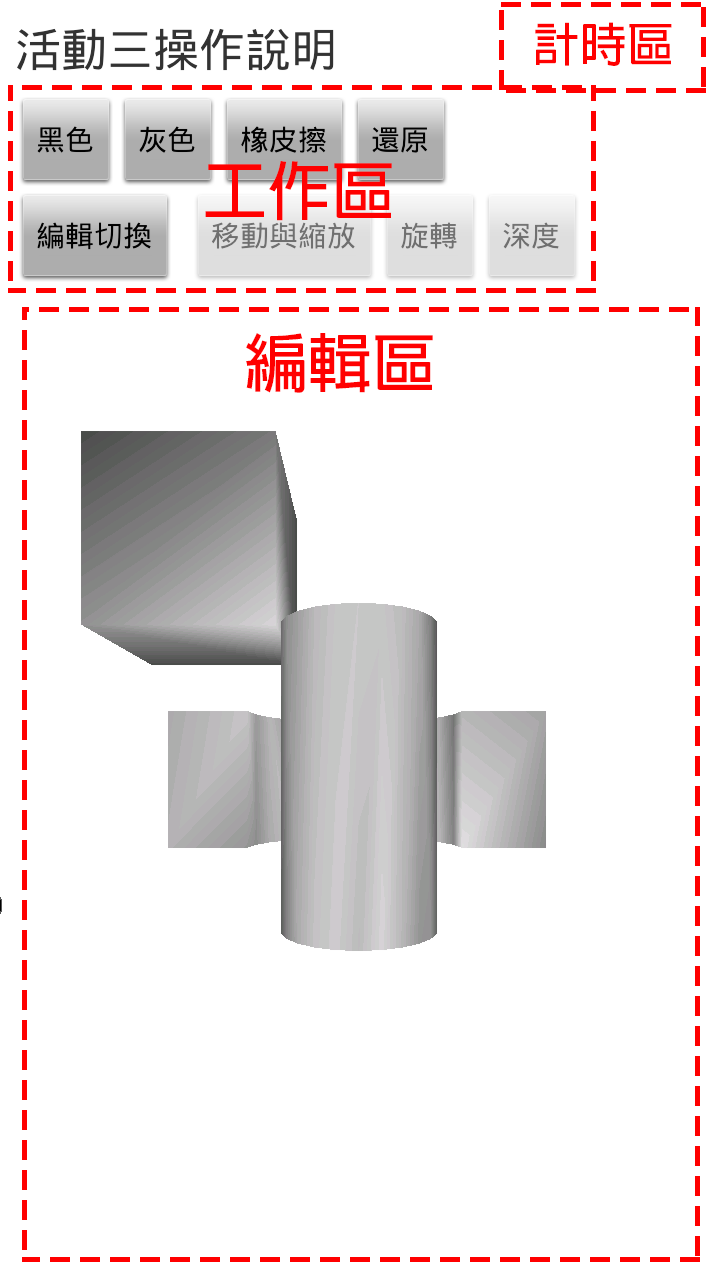 活動三操作說明
計時區
黑色 灰色 橡皮擦 還原
工作區
編輯切換 移動與縮放 旋轉 深度
編輯區